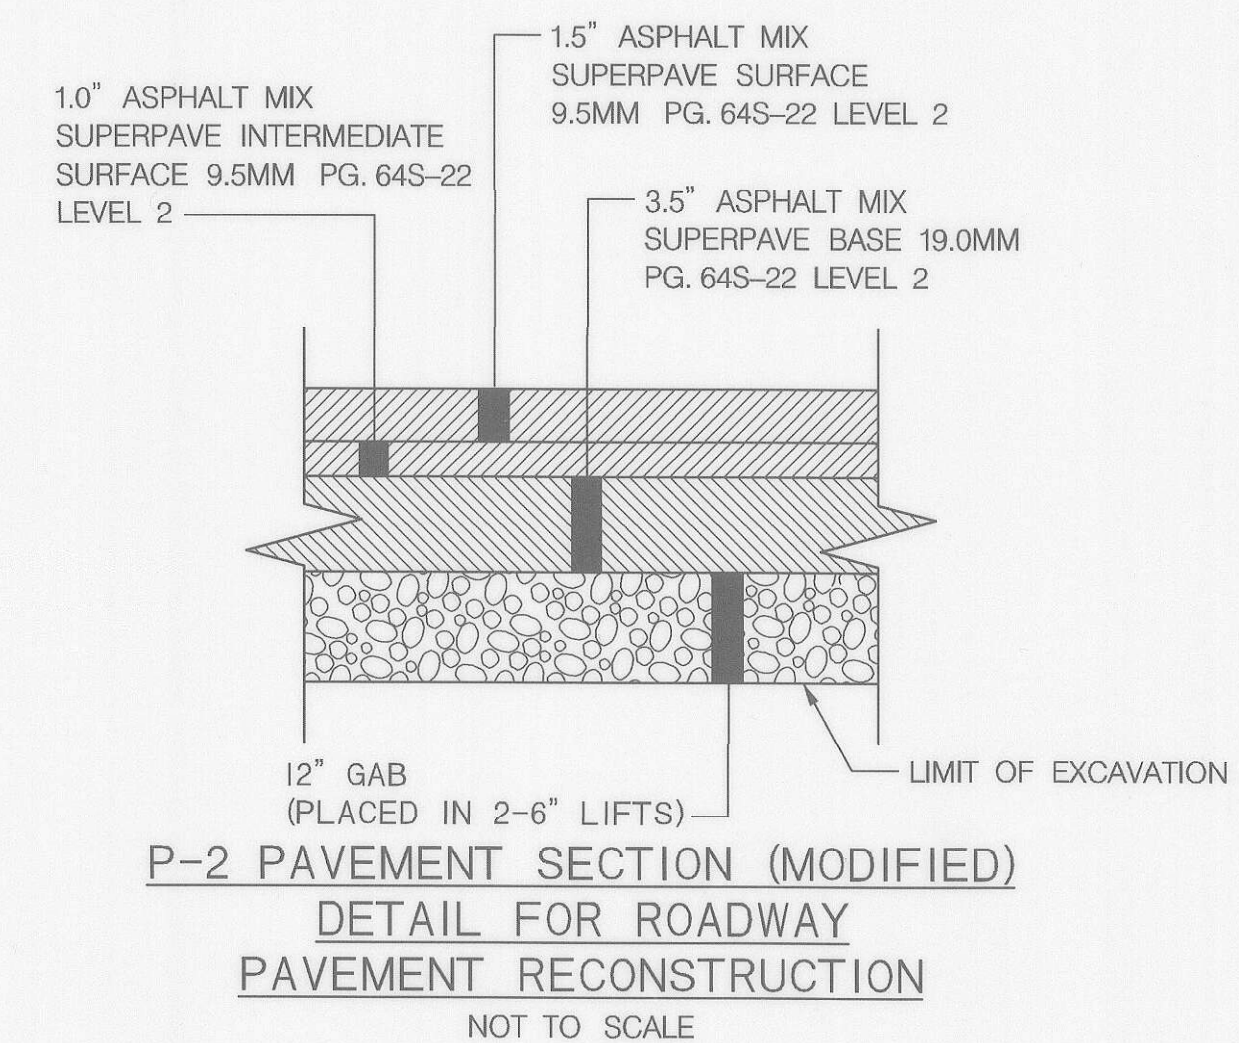 1.5" ASPHALT MIX
SUPERPAVE SURFACE
9.5MM PG. 64S-22 LEVEL 2
1.0" ASPHALT MIX
SUPERPAVE INTERMEDIATE
SURFACE 9.5MM PG. 64S-22
LEVEL 2
3.5" ASPHALT MIX
SUPERPAVE BASE 19.0MM
PG. 64S-22 LEVEL 2
LIMIT OF EXCAVATION
12" GAB
(PLACED IN 2-6" LIFTS)
P-2 PAVEMENT SECTION (MODIFIED)
DETAIL FOR ROADWAY
PAVEMENT RECONSTRUCTION
NOT TO SCALE